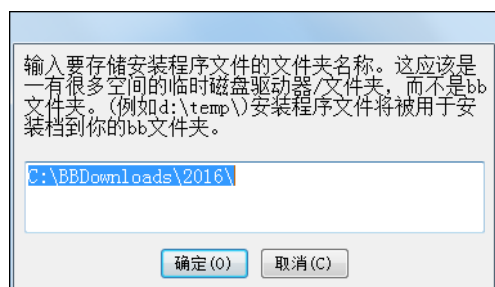 输入要存储安装程序文件的文件夹名称。这应该是
一有很多空间的临时磁盘驱动器/文件夹，而不是bb
文件夹。(例如d:\temp\)安装程序文件将被用于安
装档到你的bb文件夹。
C:\BBDownloads\2016\
确定(O)
取消(C)